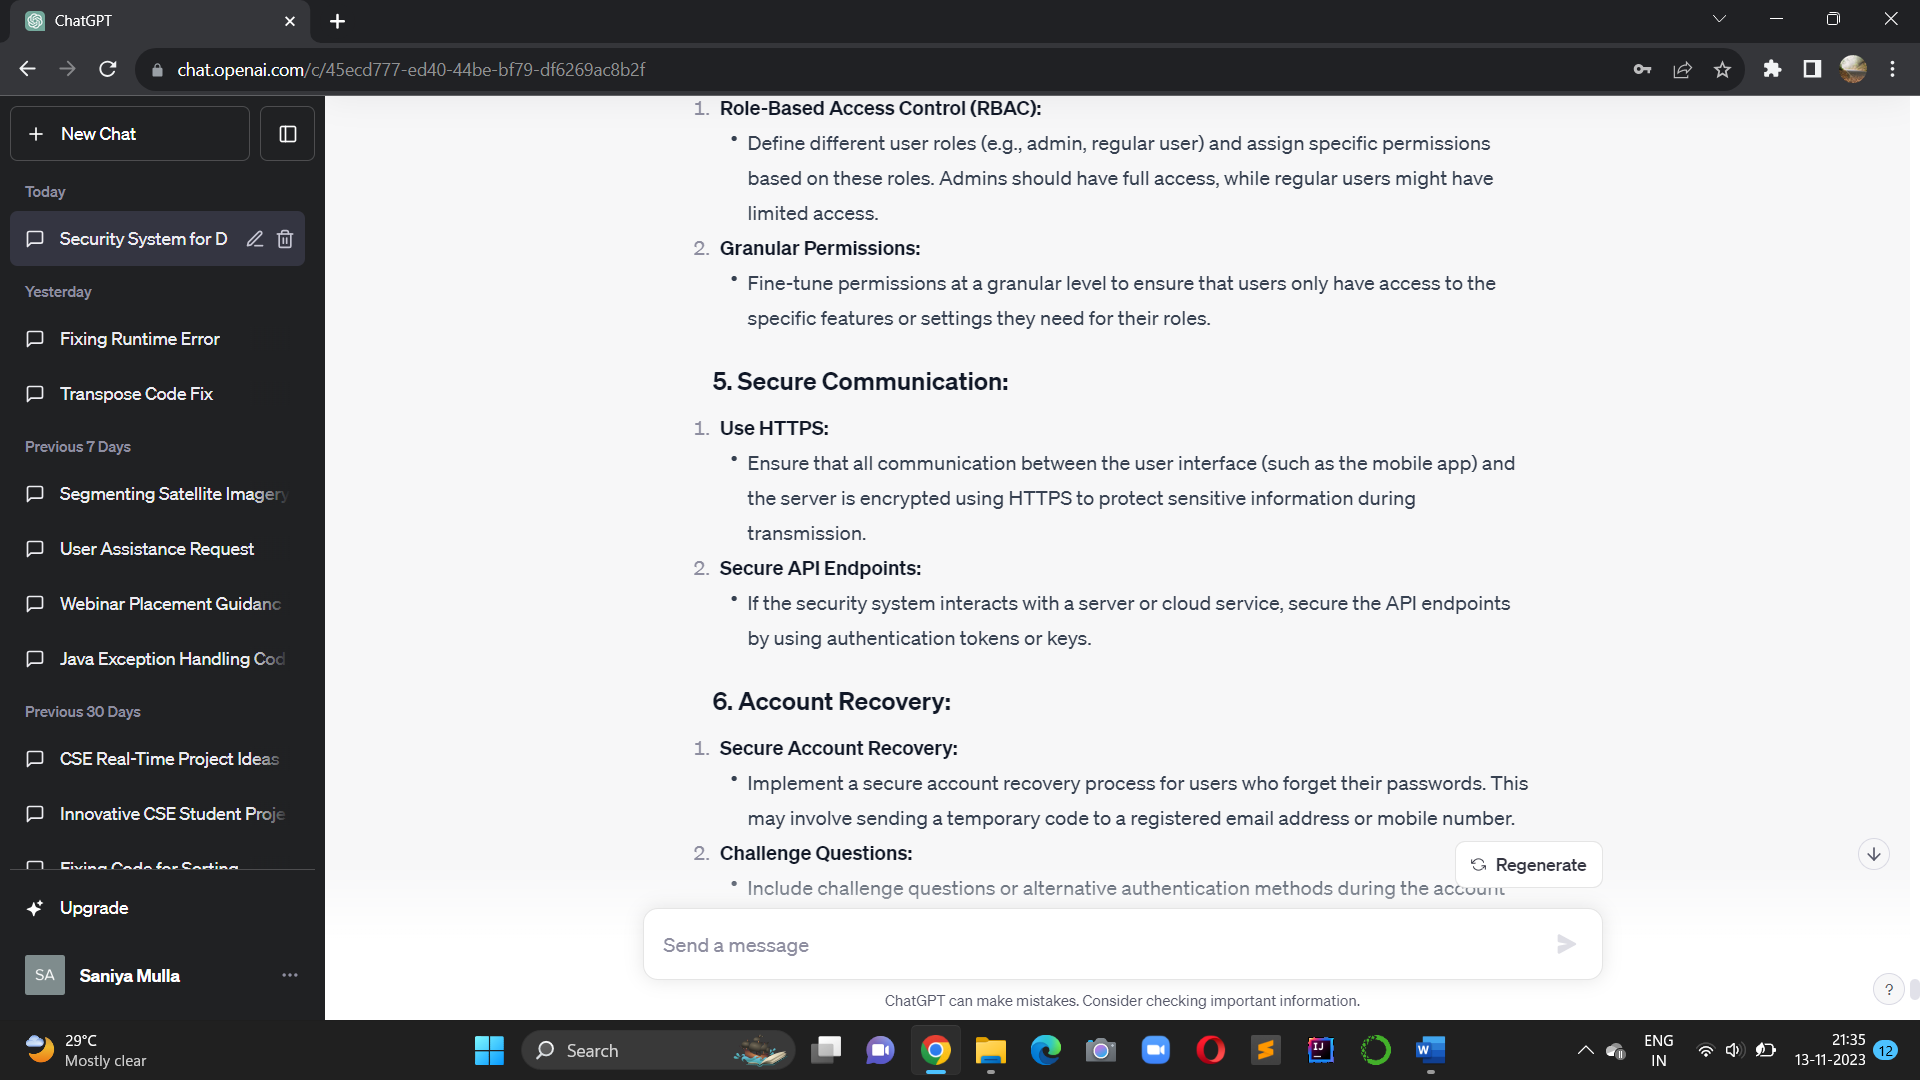 ChatGPT
chat.openai.com/c/45ecd777-ed40-44be-bf79-df6269ac8b2f
New Chat
Today
Security System for D
Yesterday
Fixing Runtime Error
Transpose Code Fix
Previous 7 Days
Segmenting Satellite Imagery
User Assistance Request
Webinar Placement Guidanc
Java Exception Handling Cod
Previous 30 Days
CSE Real-Time Project Ideas
Innovative CSE Student Proje
Fixing Code for Sorting
Upgrade
SA
Saniya Mulla
1. Role-Based Access Control (RBAC):
• Define different user roles (e.g., admin, regular user) and assign specific permissions
based on these roles. Admins should have full access, while regular users might have
limited access.
2. Granular Permissions:
• Fine-tune permissions at a granular level to ensure that users only have access to the
specific features or settings they need for their roles.
5. Secure Communication:
1. Use HTTPS:
• Ensure that all communication between the user interface (such as the mobile app) and
the server is encrypted using HTTPS to protect sensitive information during
transmission.
2. Secure API Endpoints:
• If the security system interacts with a server or cloud service, secure the API endpoints
by using authentication tokens or keys.
6. Account Recovery:
1. Secure Account Recovery:
• Implement a secure account recovery process for users who forget their passwords. This
may involve sending a temporary code to a registered email address or mobile number.
2. Challenge Questions:
• Include challenge questions or alternative authentication methods during the account
Regenerate
Send a message
ChatGPT can make mistakes. Consider checking important information.
?
29°C
Mostly clear
Search
IJ
W
ENG
IN
21:35
13-11-2023
12